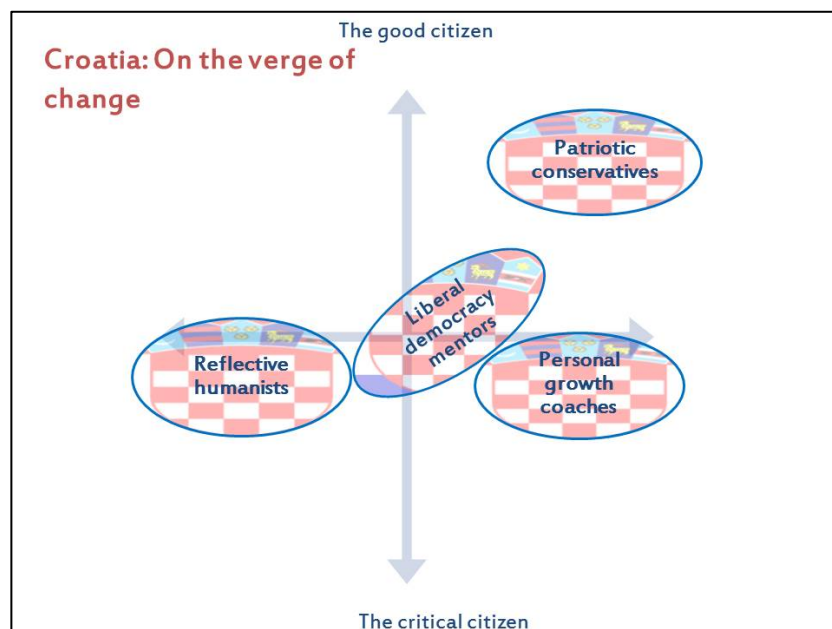 The good citizen
Croatia: On the verge of
change
Patriotic
conservatives
Liberal
democracy
mentors
Reflective
humanists
Personal
growth
coaches
The critical citizen